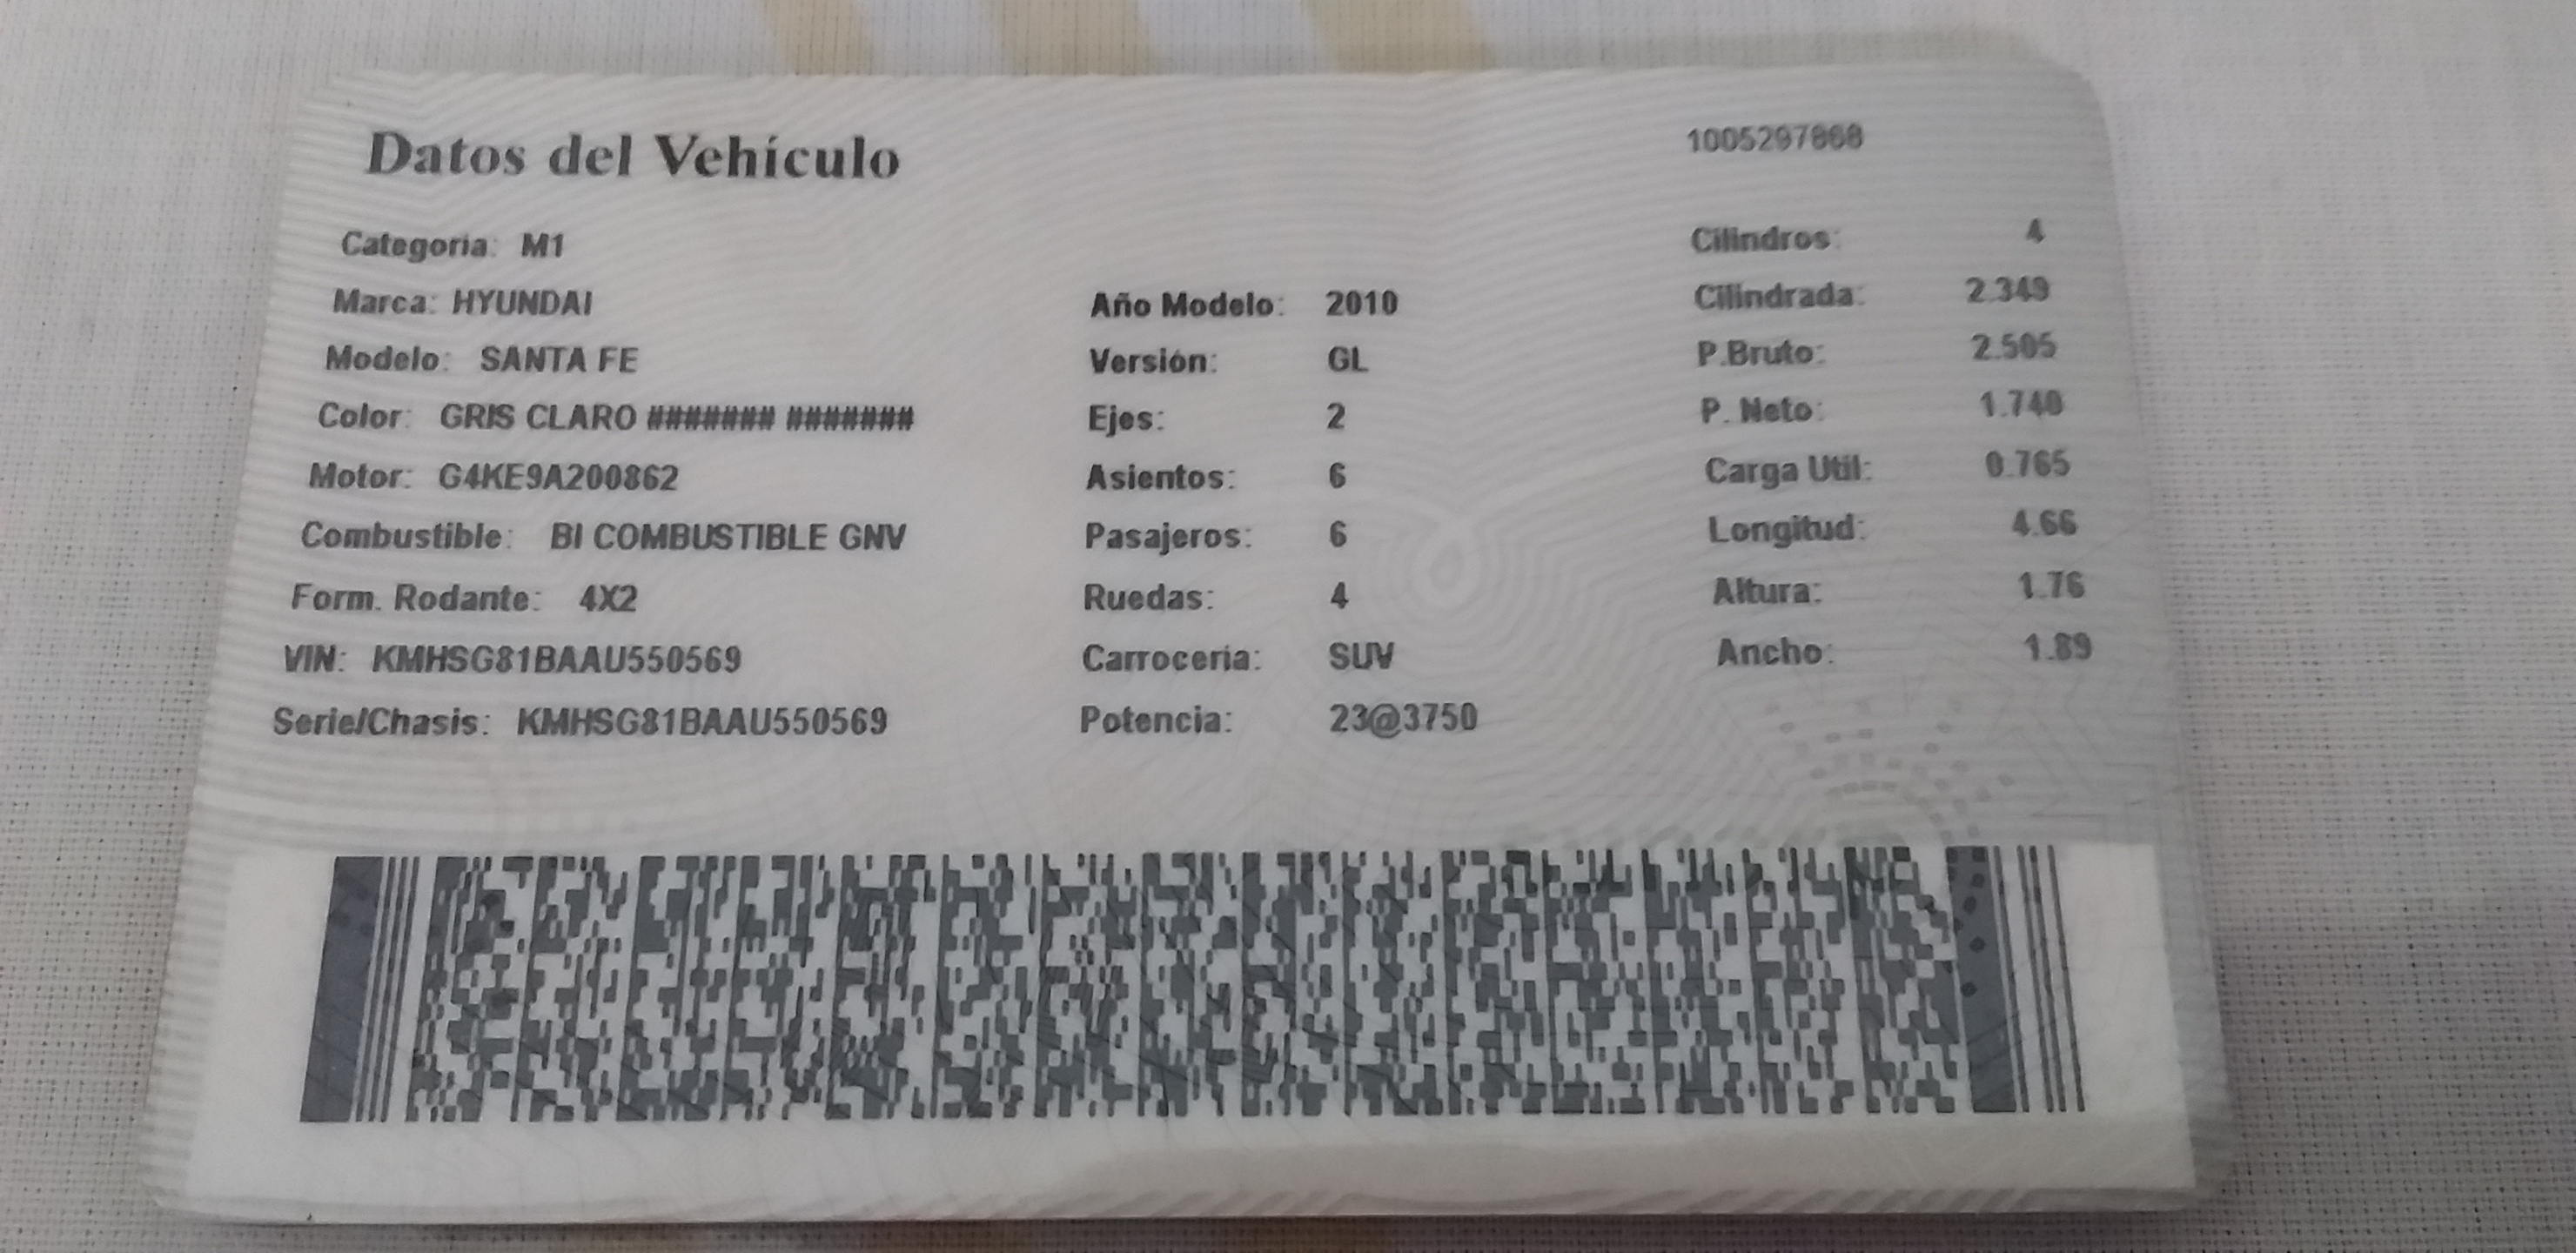 Datos del Vehículo
1005297868
Categoría: M1
Marca: HYUNDAI
Modelo: SANTA FE
Color: GRIS CLARO ####### #######
Motor: G4KE9A200862
Combustible: BI COMBUSTIBLE GNV
Form. Rodante: 4X2
VIN: KMHSG81BAAU550569
Serie/Chasis: KMHSG81BAAU550569
Año Modelo: 2010
Versión: GL
Ejes: 2
Asientos: 6
Pasajeros: 6
Ruedas: 4
Carrocería: SUV
Potencia: 23@3750
Cilindros: 4
Cilindrada: 2.349
P.Bruto: 2.505
P. Neto: 1.740
Carga Util: 0.765
Longitud: 4.66
Altura: 1.76
Ancho: 1.89